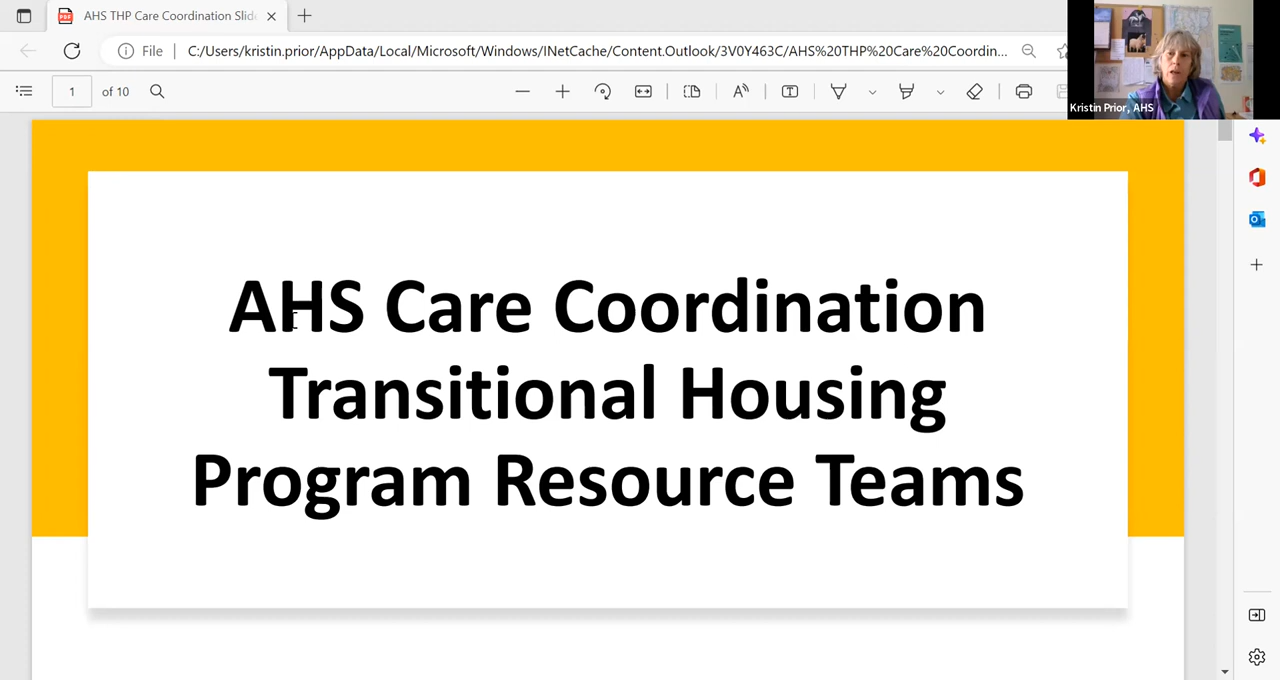 AHS THP Care Coordination Slide
File
C:/Users/kristin.prior/AppData/Local/Microsoft/Windows/INetCache/Content.Outlook/3V0Y463C/AHS%20THP%20Care%20Coordin...
1 of 10
Kristin Prior, AHS
AHS Care Coordination
Transitional Housing
Program Resource Teams